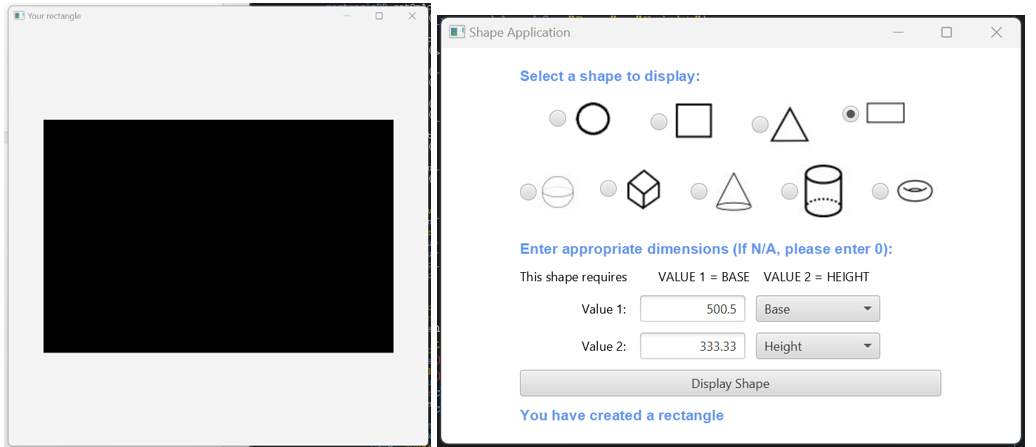 Your rectangle
Shape Application
Select a shape to display:
Enter appropriate dimensions (If N/A, please enter 0):
This shape requires VALUE 1 = BASE VALUE 2 = HEIGHT
Value 1: 500.5 Base
Value 2: 333.33 Height
Display Shape
You have created a rectangle